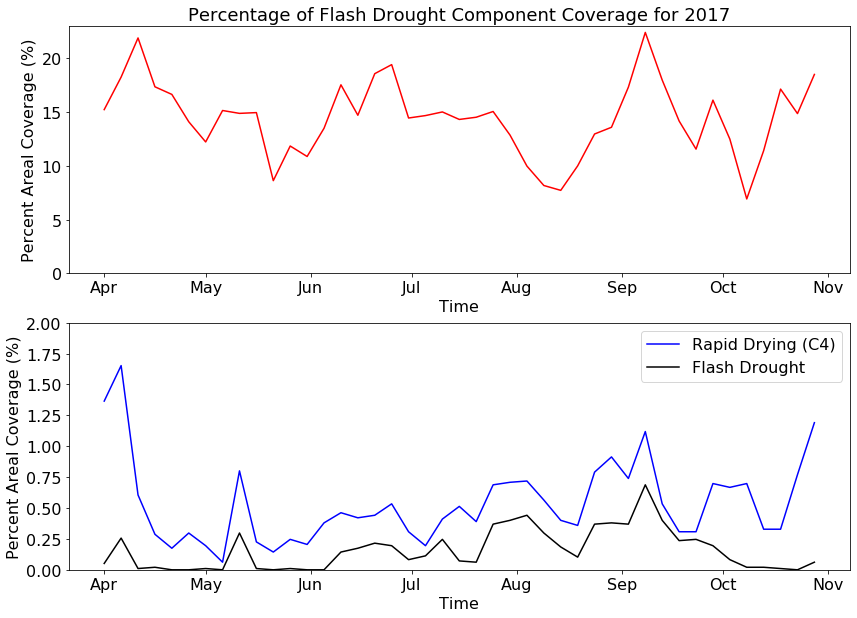 Percentage of Flash Drought Component Coverage for 2017
Percent Areal Coverage (%)
20
15
10
5
0
Apr May Jun Jul Aug Sep Oct Nov
Time
Percent Areal Coverage (%)
2.00
1.75
1.50
1.25
1.00
0.75
0.50
0.25
0.00
Rapid Drying (C4)
Flash Drought
Apr May Jun Jul Aug Sep Oct Nov
Time